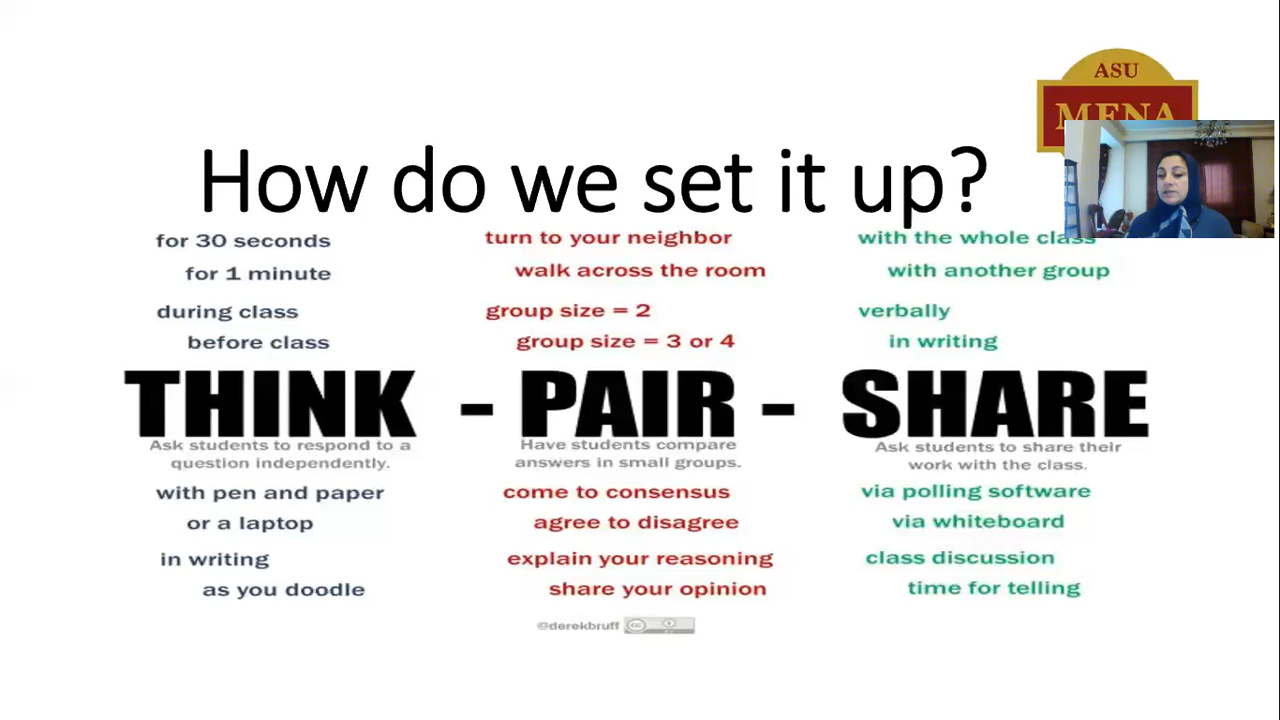 ASU
MENA
How do we set it up?
for 30 seconds
for 1 minute
during class
before class
turn to your neighbor
walk across the room
group size = 2
group size = 3 or 4
with the whole class
with another group
verbally
in writing
THINK - PAIR - SHARE
Ask students to respond to a
question independently.
Have students compare
answers in small groups.
Ask students to share their
work with the class.
with pen and paper
or a laptop
in writing
as you doodle
come to consensus
agree to disagree
explain your reasoning
share your opinion
via polling software
via whiteboard
class discussion
time for telling
@derekbruff
cc